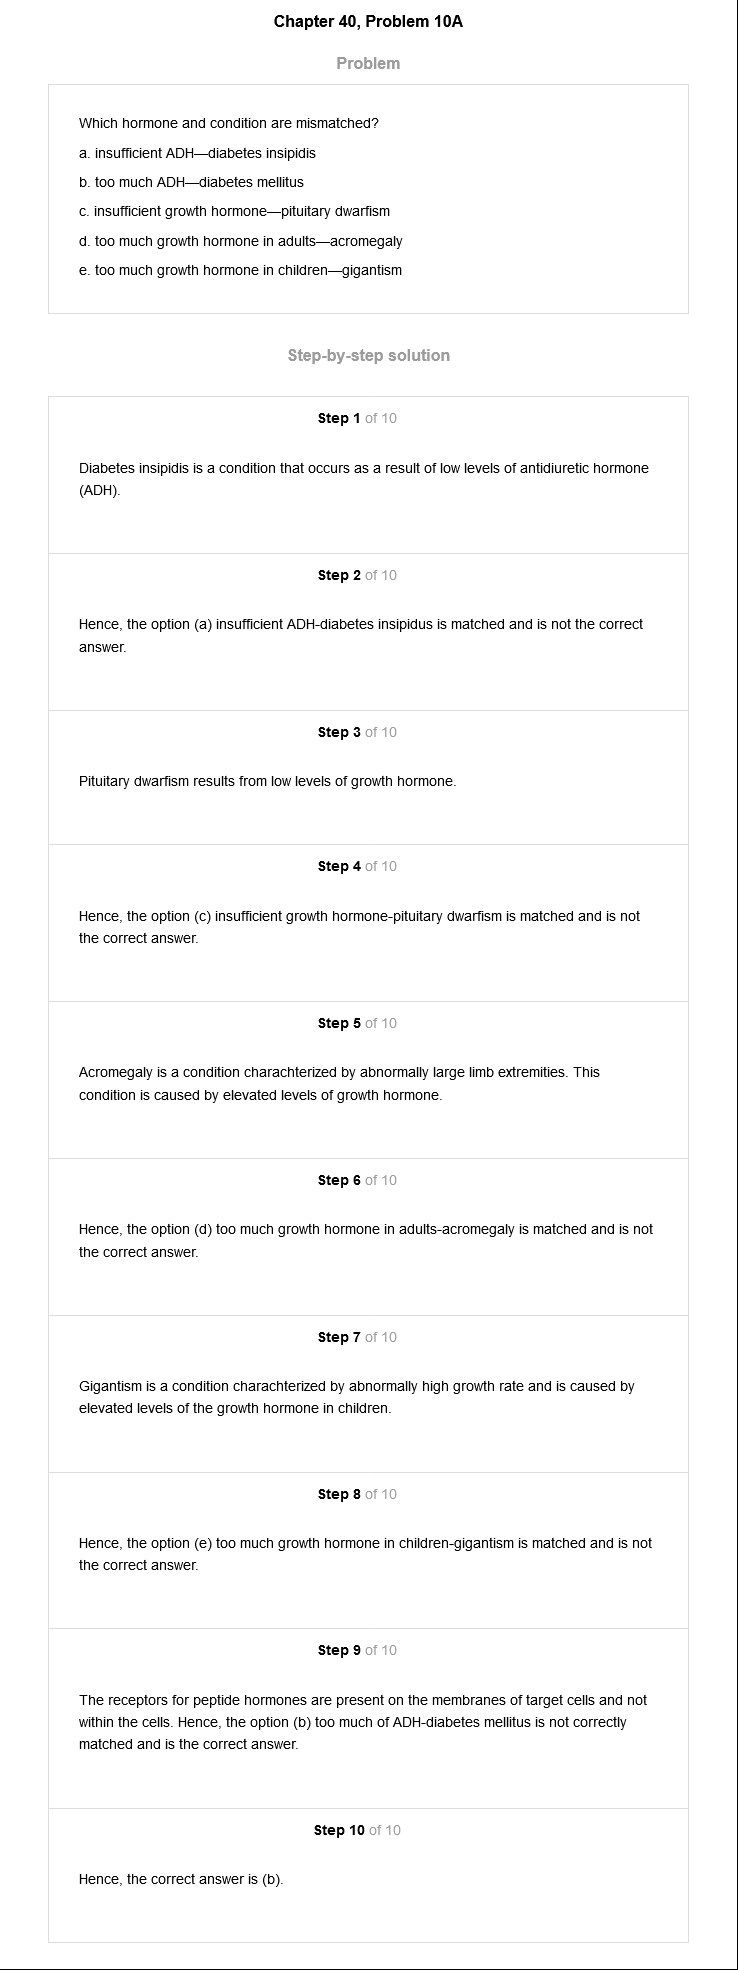 Chapter 40, Problem 10A
Problem
Which hormone and condition are mismatched?
a. insufficient ADH—diabetes insipidis
b. too much ADH—diabetes mellitus
c. insufficient growth hormone—pituitary dwarfism
d. too much growth hormone in adults—acromegaly
e. too much growth hormone in children—gigantism
Step-by-step solution
Step 1 of 10
Diabetes insipidis is a condition that occurs as a result of low levels of antidiuretic hormone
(ADH).
Step 2 of 10
Hence, the option (a) insufficient ADH-diabetes insipidus is matched and is not the correct
answer.
Step 3 of 10
Pituitary dwarfism results from low levels of growth hormone.
Step 4 of 10
Hence, the option (c) insufficient growth hormone-pituitary dwarfism is matched and is not
the correct answer.
Step 5 of 10
Acromegaly is a condition charachterized by abnormally large limb extremities. This
condition is caused by elevated levels of growth hormone.
Step 6 of 10
Hence, the option (d) too much growth hormone in adults-acromegaly is matched and is not
the correct answer.
Step 7 of 10
Gigantism is a condition charachterized by abnormally high growth rate and is caused by
elevated levels of the growth hormone in children.
Step 8 of 10
Hence, the option (e) too much growth hormone in children-gigantism is matched and is not
the correct answer.
Step 9 of 10
The receptors for peptide hormones are present on the membranes of target cells and not
within the cells. Hence, the option (b) too much of ADH-diabetes mellitus is not correctly
matched and is the correct answer.
Step 10 of 10
Hence, the correct answer is (b).